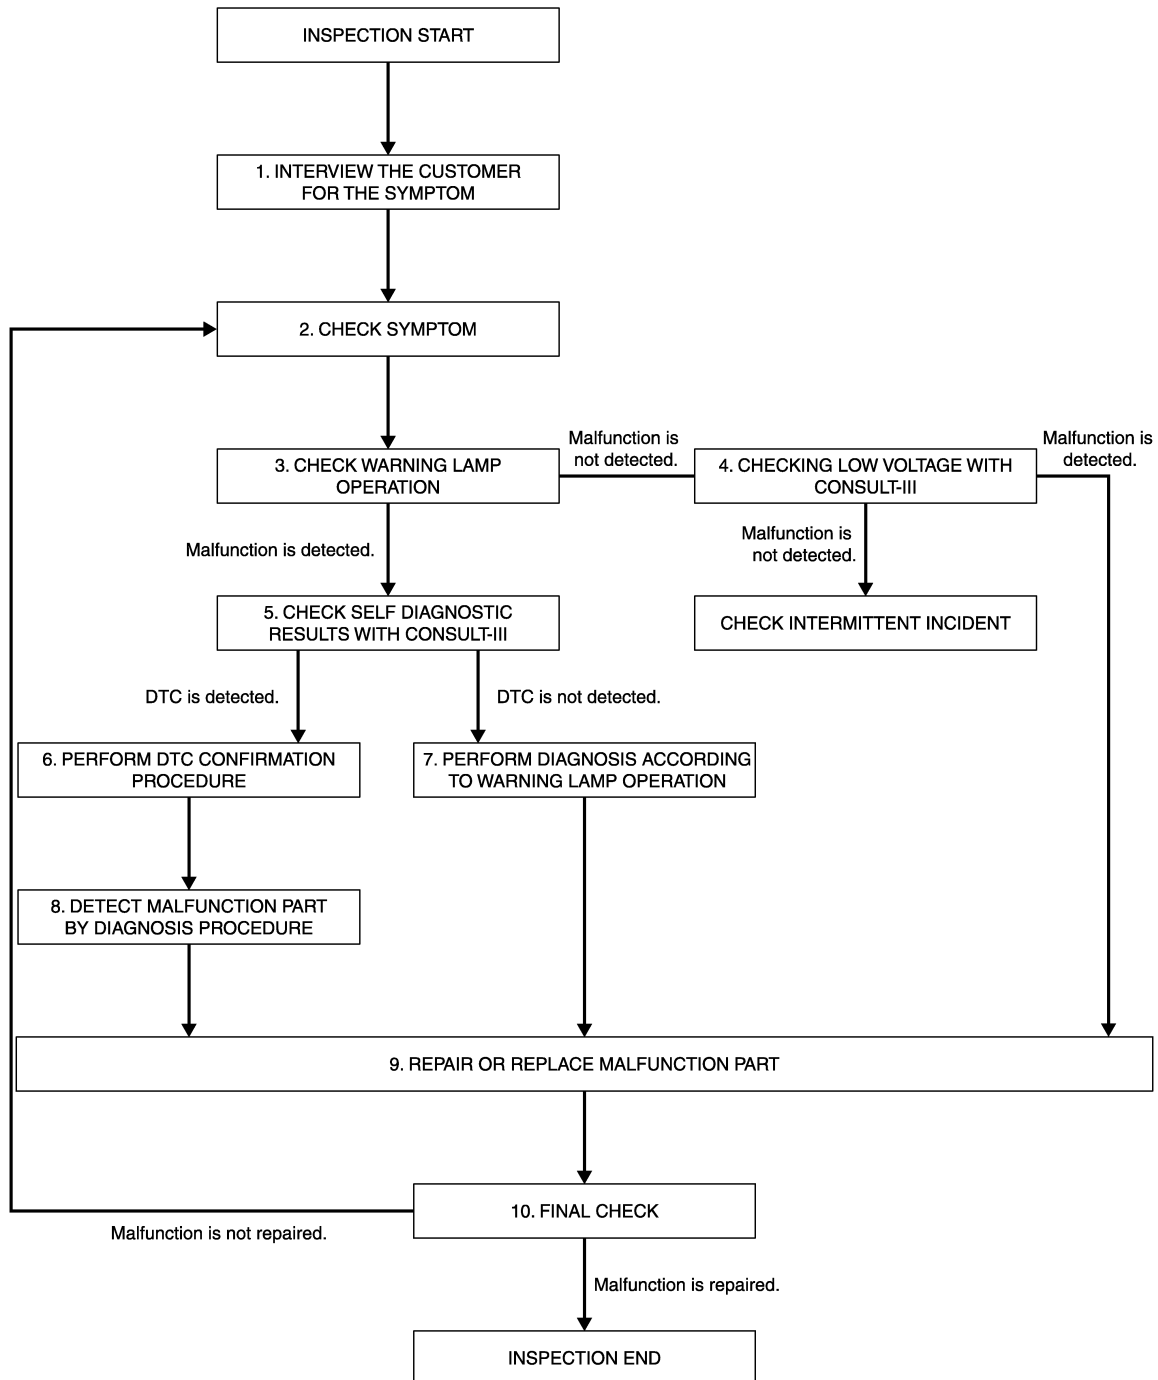 INSPECTION START
1. INTERVIEW THE CUSTOMER
FOR THE SYMPTOM
2. CHECK SYMPTOM
3. CHECK WARNING LAMP
OPERATION
Malfunction is
not detected.
4. CHECKING LOW VOLTAGE WITH
CONSULT-III
Malfunction is
detected.
Malfunction is detected.
Malfunction is
not detected.
5. CHECK SELF DIAGNOSTIC
RESULTS WITH CONSULT-III
CHECK INTERMITTENT INCIDENT
DTC is detected.
DTC is not detected.
6. PERFORM DTC CONFIRMATION
PROCEDURE
7. PERFORM DIAGNOSIS ACCORDING
TO WARNING LAMP OPERATION
8. DETECT MALFUNCTION PART
BY DIAGNOSIS PROCEDURE
9. REPAIR OR REPLACE MALFUNCTION PART
10. FINAL CHECK
Malfunction is not repaired.
Malfunction is repaired.
INSPECTION END